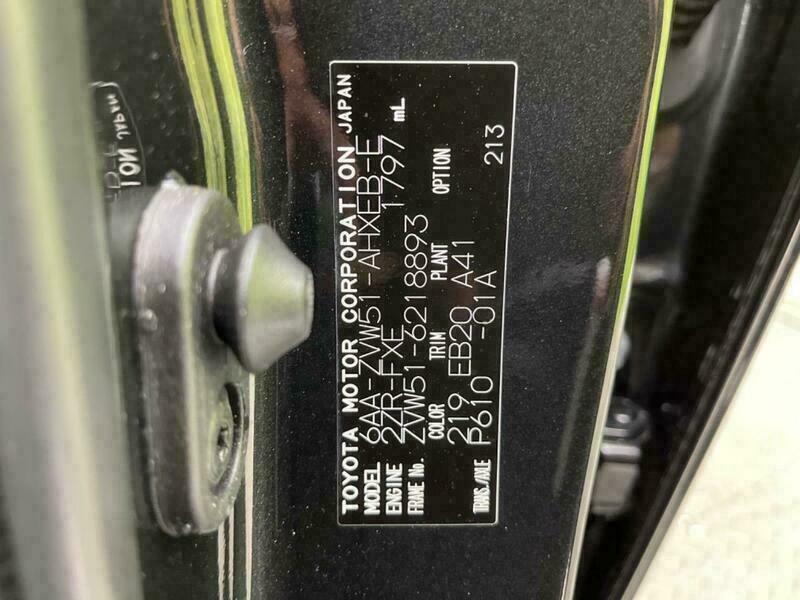 TOYOTA MOTOR CORPORATION JAPAN
MODEL 6AA-ZVW51-AHXEB-E
ENGINE 2ZR-FXE 1797 mL
FRAME No. ZVW51-6218893
COLOR TRIM PLANT OPTION
219 EB20 A41
TRANS./AXLE P610 -01A 213